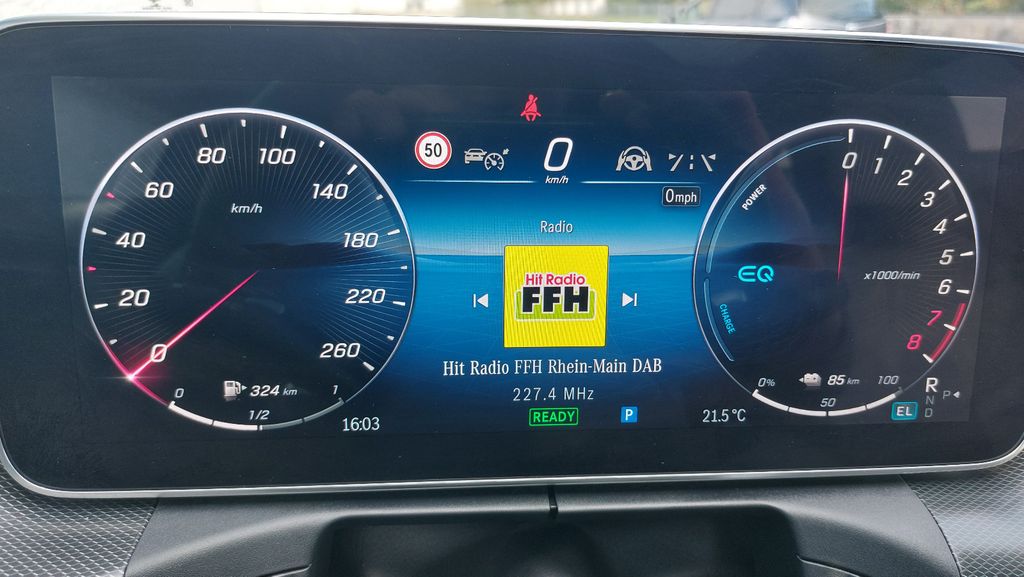 50
0
km/h
0 mph
Radio
Hit Radio
FFH
Hit Radio FFH Rhein-Main DAB
227.4 MHz
READY
P
0
20
40
60
80
100
140
180
220
260
km/h
0
1/2
1
324 km
16:03
POWER
CHARGE
EQ
0
1
2
3
4
5
6
7
8
x1000/min
0%
50
100
85 km
21.5°C
EL
R
N
D
P